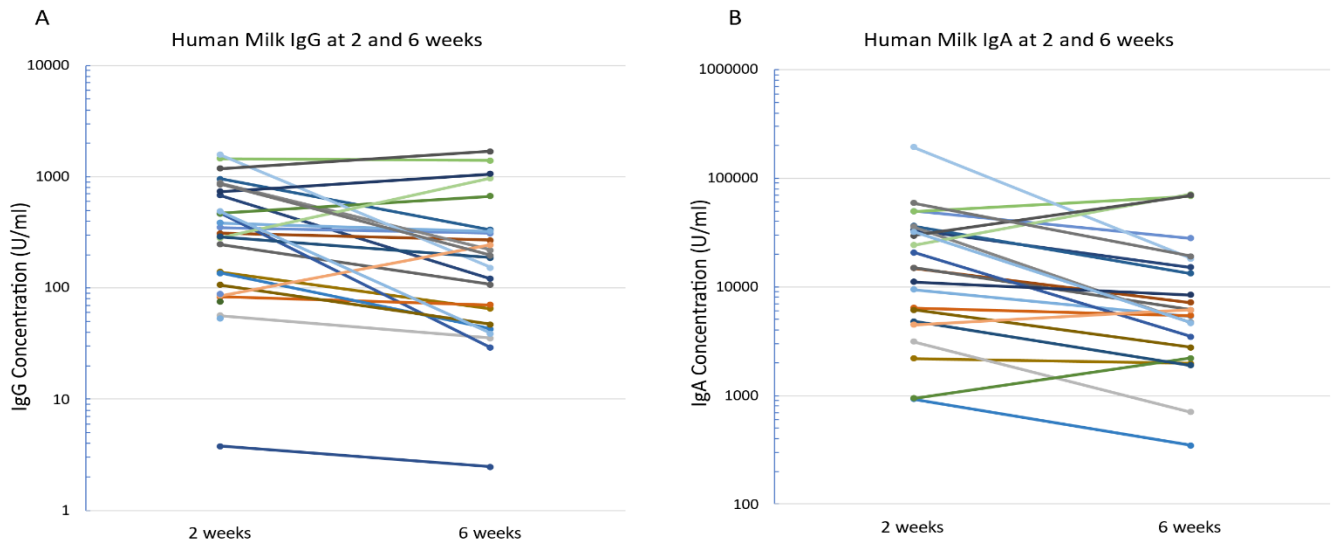 A
Human Milk IgG at 2 and 6 weeks
IgG Concentration (U/ml)
10000
1000
100
10
1
2 weeks
6 weeks
B
Human Milk IgA at 2 and 6 weeks
IgA Concentration (U/ml)
1000000
100000
10000
1000
100
2 weeks
6 weeks